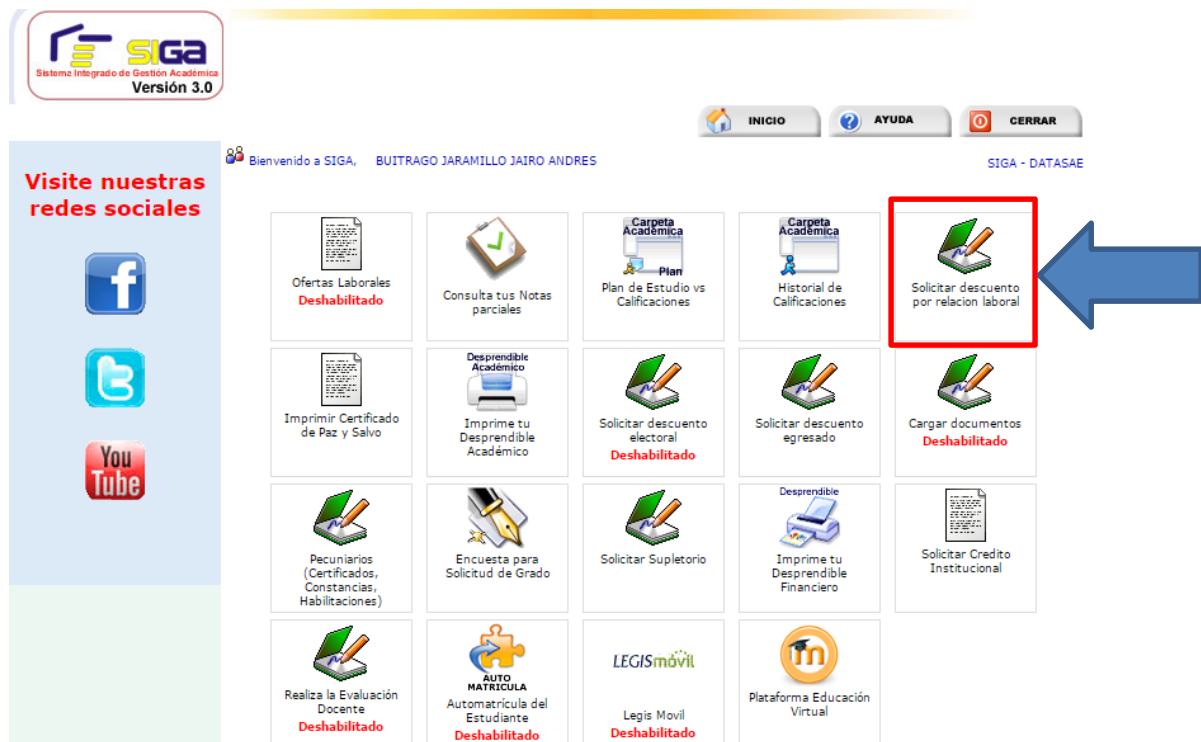 SIGa
Sistema Integrado de Gestión Académica
Versión 3.0
INICIO
AYUDA
CERRAR
Bienvenido a SIGA, BUITRAGO JARAMILLO JAIRO ANDRES
SIGA - DATASAE
Visite nuestras
redes sociales
You
Tube
Ofertas Laborales
Deshabilitado
Consulta tus Notas
parciales
Carpeta
Académica
Plan
Plan de Estudio vs
Calificaciones
Carpeta
Académica
Historial de
Calificaciones
Solicitar descuento
por relacion laboral
Imprimir Certificado
de Paz y Salvo
Desprendible
Académico
Imprime tu
Desprendible
Académico
Solicitar descuento
electoral
Deshabilitado
Solicitar descuento
egresado
Cargar documentos
Deshabilitado
Pecuniarios
(Certificados,
Constancias,
Habilitaciones)
Encuesta para
Solicitud de Grado
Solicitar Supletorio
Desprendible
Imprime tu
Desprendible
Financiero
Solicitar Credito
Institucional
Realiza la Evaluación
Docente
Deshabilitado
AUTO
MATRICULA
Automatrícula del
Estudiante
Deshabilitado
LEGISmóvil
Legis Movil
Deshabilitado
Plataforma Educación
Virtual